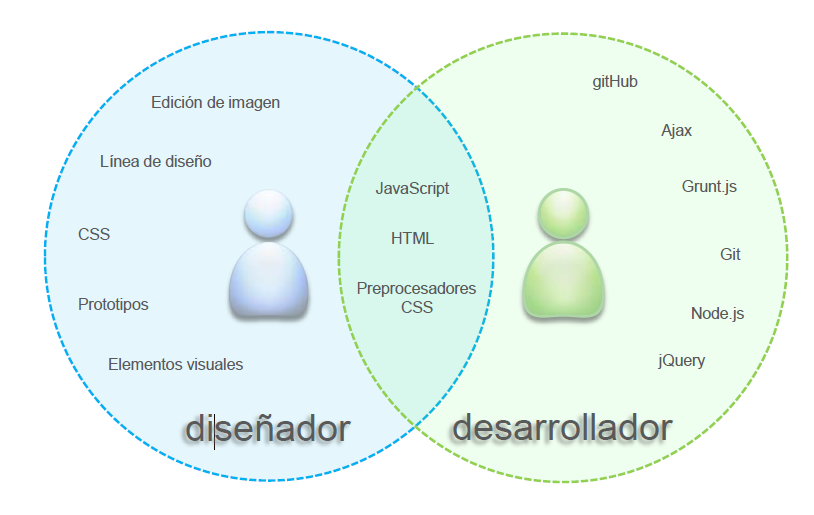 Edición de imagen
Línea de diseño
CSS
Prototipos
Elementos visuales
diseñador
JavaScript
HTML
Preprocesadores
CSS
gitHub
Ajax
Grunt.js
Git
Node.js
jQuery
desarrollador